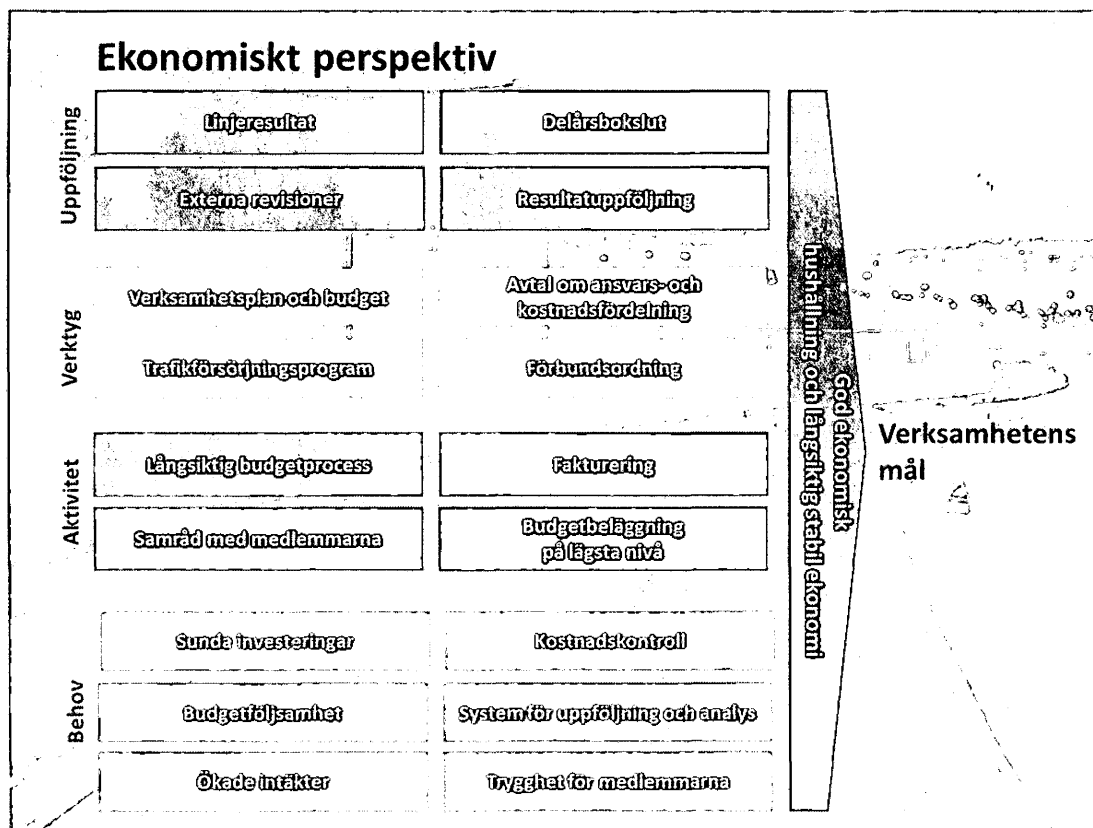 Ekonomiskt perspektiv
Uppföljning
Linjeresultat
Delårsbokslut
Externa revisioner
Resultatuppföljning
Verktyg
Verksamhetsplan och budget
Avtal om ansvars- och
kostnadsfördelning
Trafikförsörjningsprogram
Förbundsordning
Aktivitet
Långsiktig budgetprocess
Fakturering
Samråd med medlemmarna
Budgetbeläggning
på lägsta nivå
Behov
Sunda investeringar
Kostnadskontroll
Budgetföljsamhet
System för uppföljning och analys
Ökade intäkter
Trygghet för medlemmarna
God ekonomisk
hushållning och långsiktig stabil ekonomi
Verksamhetens
mål